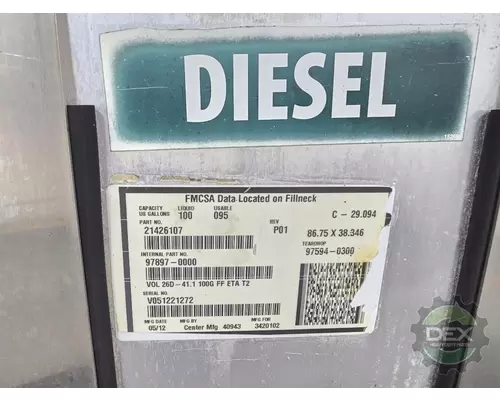 DIESEL
FMCSA Data Located on Fillneck
CAPACITY LIQUID USABLE
US GALLONS 100 095 C - 29.094
PART NO. REV
21426107 P01 86.75 X 38.346
TEARDROP
INTERNAL PART NO. 97594-0300
97897-0000
VOL 26D-41.1 100G FF ETA T2
SERIAL NO.
V051221272
MFG DATE MFG BY MFG FOR
05/12 Center Mfg 40943 3420102
DEX